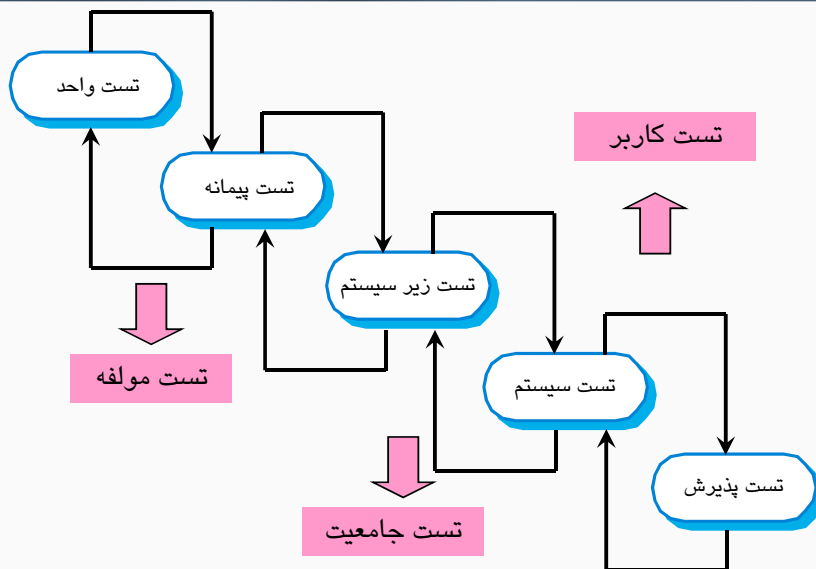 تست واحد
تست کاربر
تست پیمانه
تست زیر سیستم
تست مولفه
تست سیستم
تست پذیرش
تست جامعیت